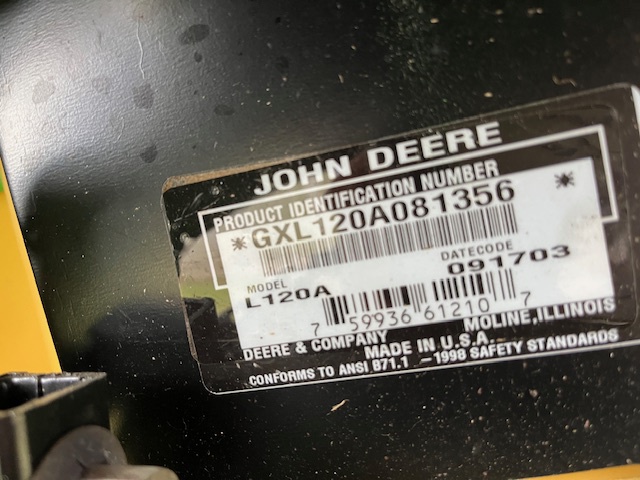 JOHN DEERE
PRODUCT IDENTIFICATION NUMBER
*GXL120A081356 *
MODEL
L120A
DATECODE
091703
7 59936 61210 7
DEERE & COMPANY MOLINE, ILLINOIS
MADE IN U.S.A.
CONFORMS TO ANSI B71.1 -1998 SAFETY STANDARDS